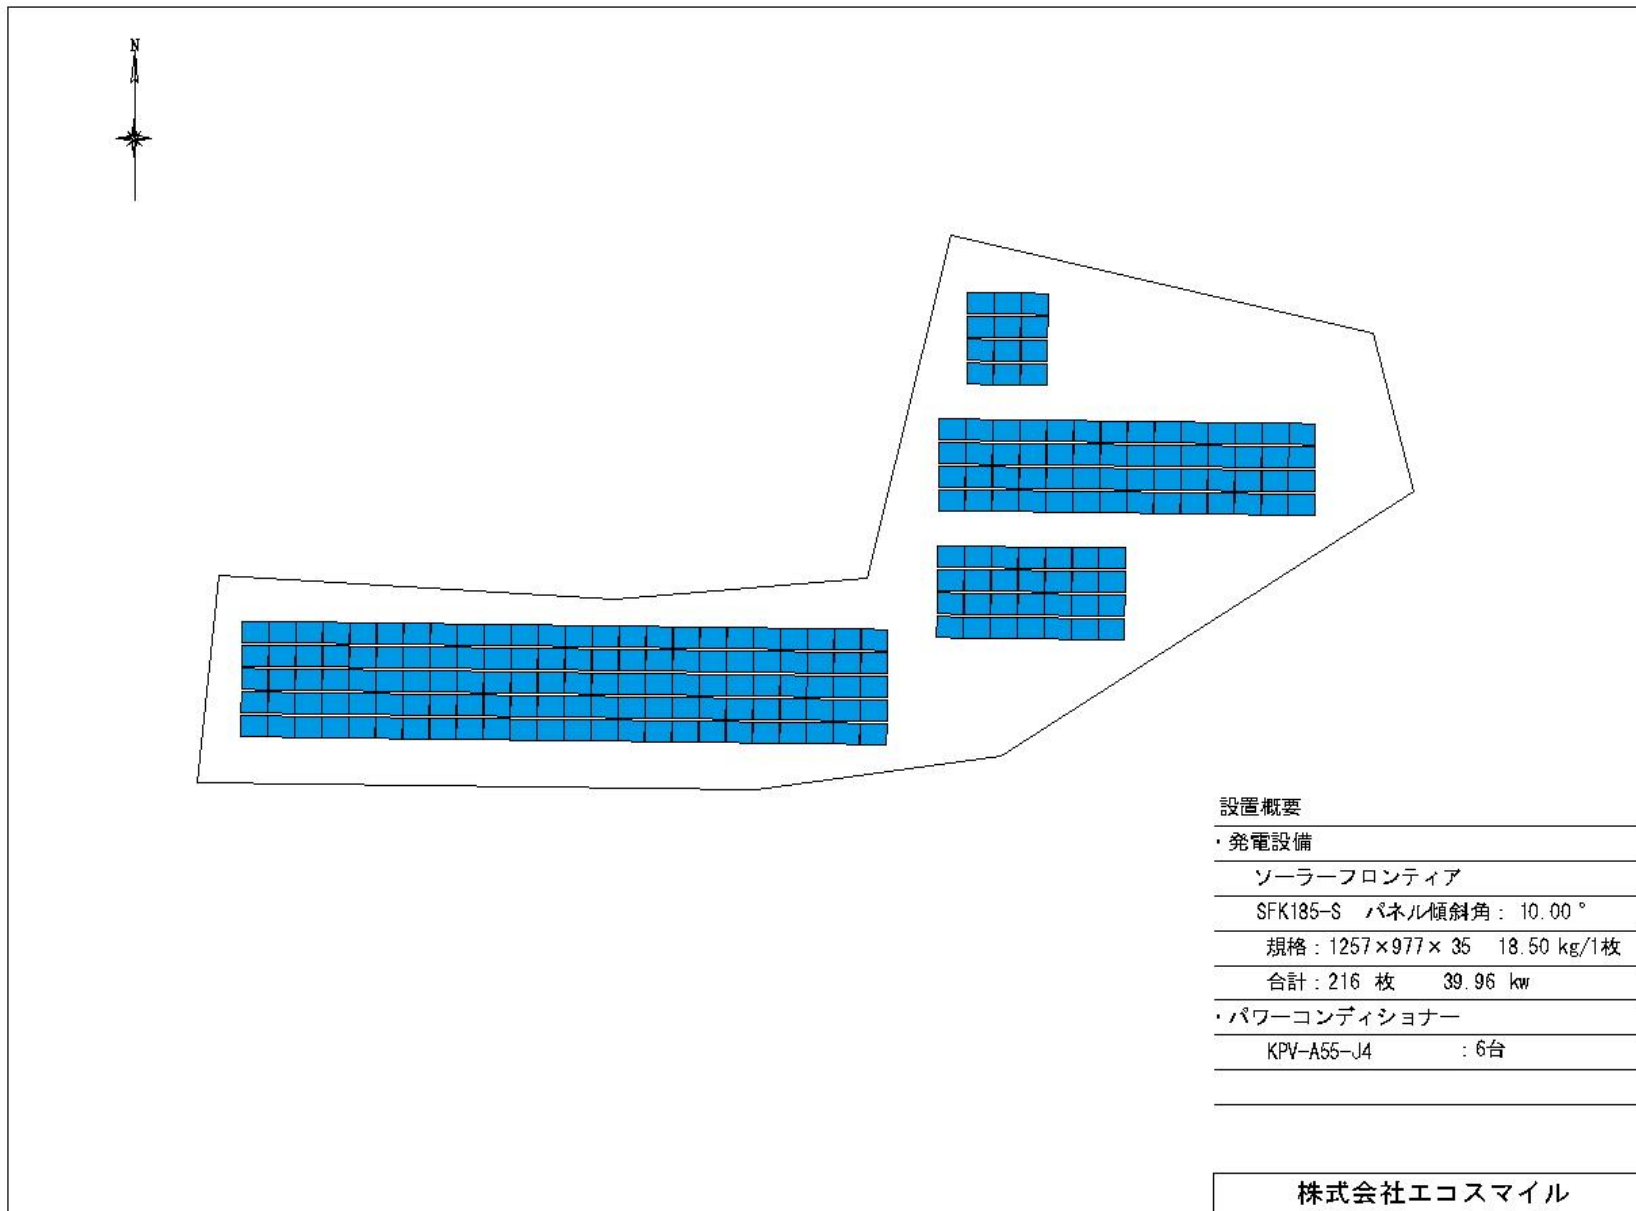 N
設置概要
・発電設備
ソーラーフロンティア
SFK185-S パネル傾斜角： 10.00°
規格：1257×977× 35 18.50 kg/1枚
合計：216 枚 39.96 kw
・パワーコンディショナー
KPV-A55-J4 ：6台
株式会社エコスマイル